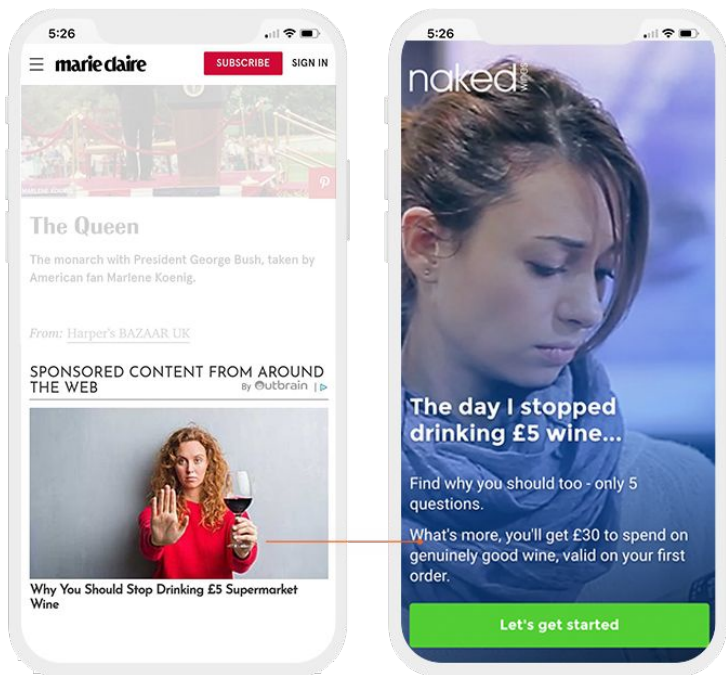 5:26
marie claire
SUBSCRIBE
SIGN IN
The Queen
The monarch with President George Bush, taken by
American fan Marlene Koenig.
From: Harper's BAZAAR UK
SPONSORED CONTENT FROM AROUND
THE WEB
By Outbrain
Why You Should Stop Drinking £5 Supermarket
Wine
5:26
naked
wines
The day I stopped
drinking £5 wine...
Find why you should too - only 5
questions.
What's more, you'll get £30 to spend on
genuinely good wine, valid on your first
order.
Let's get started